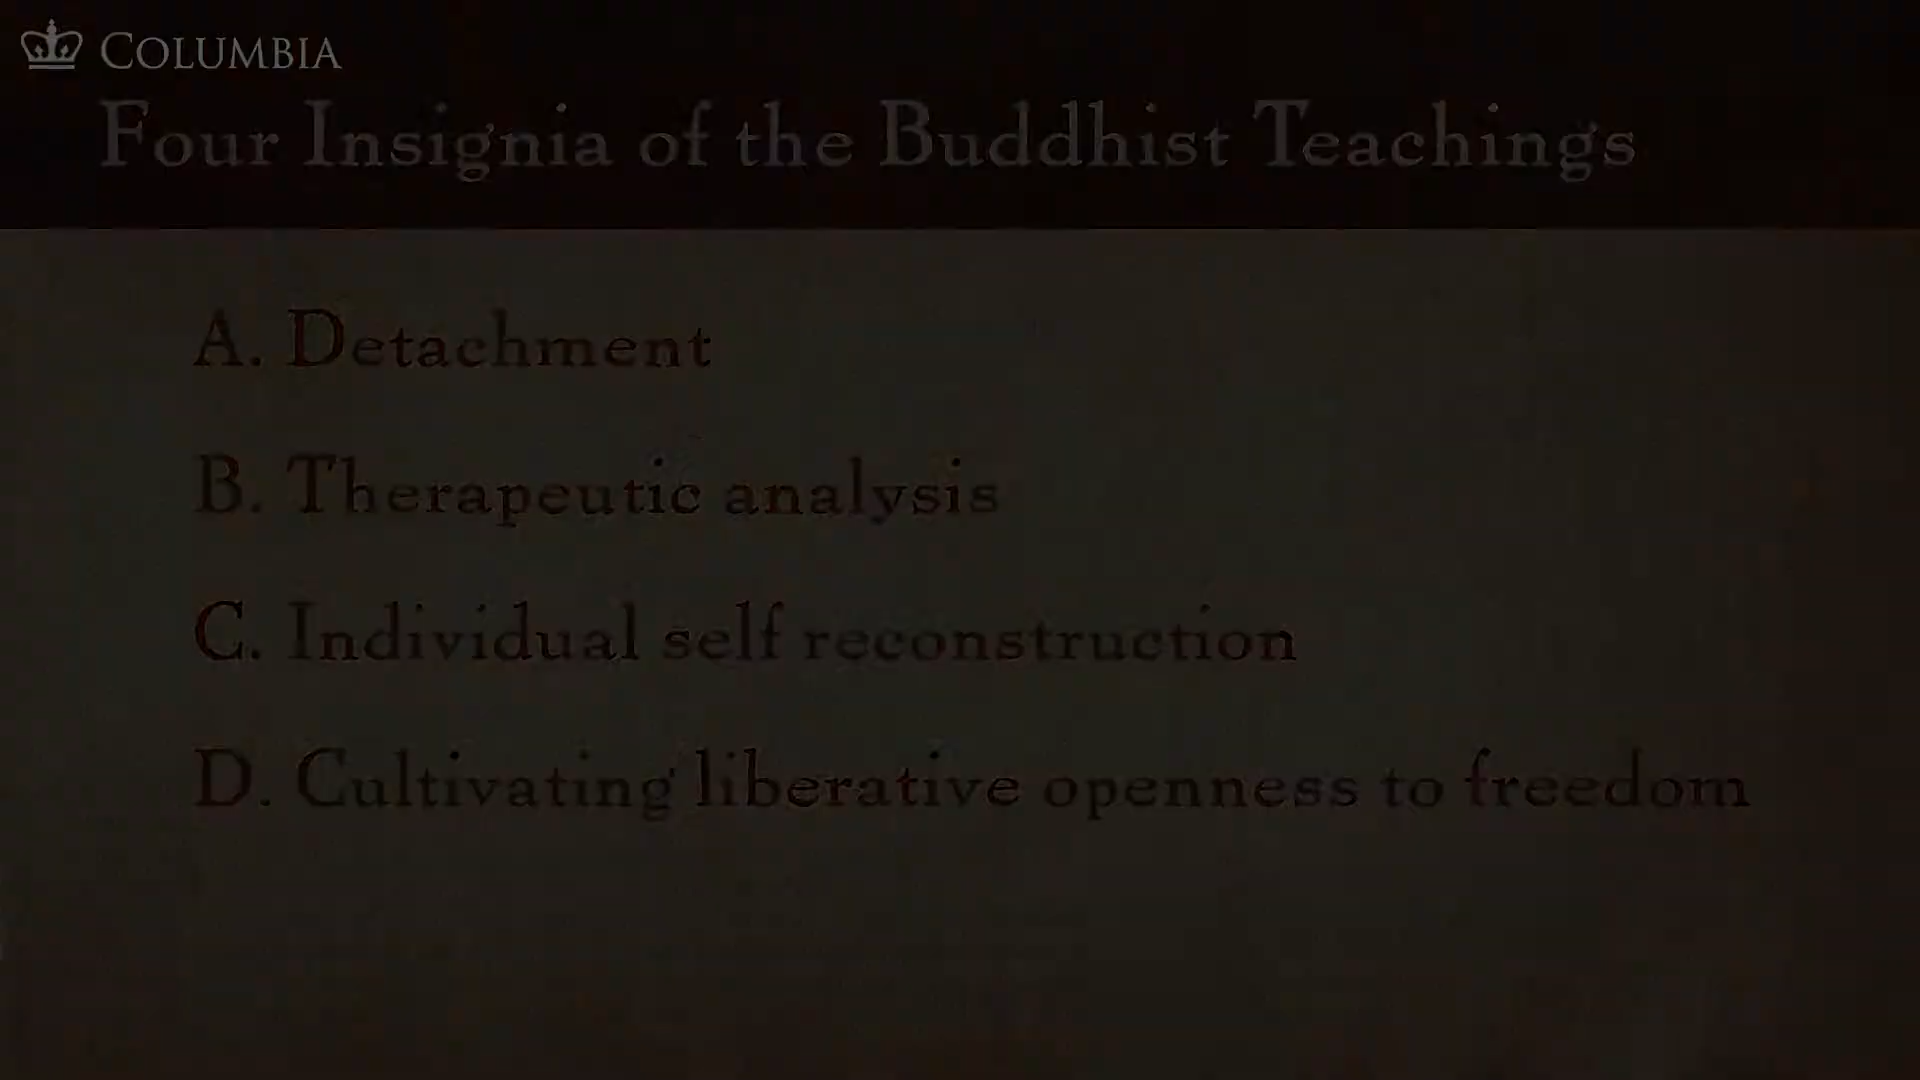 COLUMBIA
Four Insignia of the Buddhist Teachings
A. Detachment
B. Therapeutic analysis
C. Individual self reconstruction
D. Cultivating liberative openness to freedom